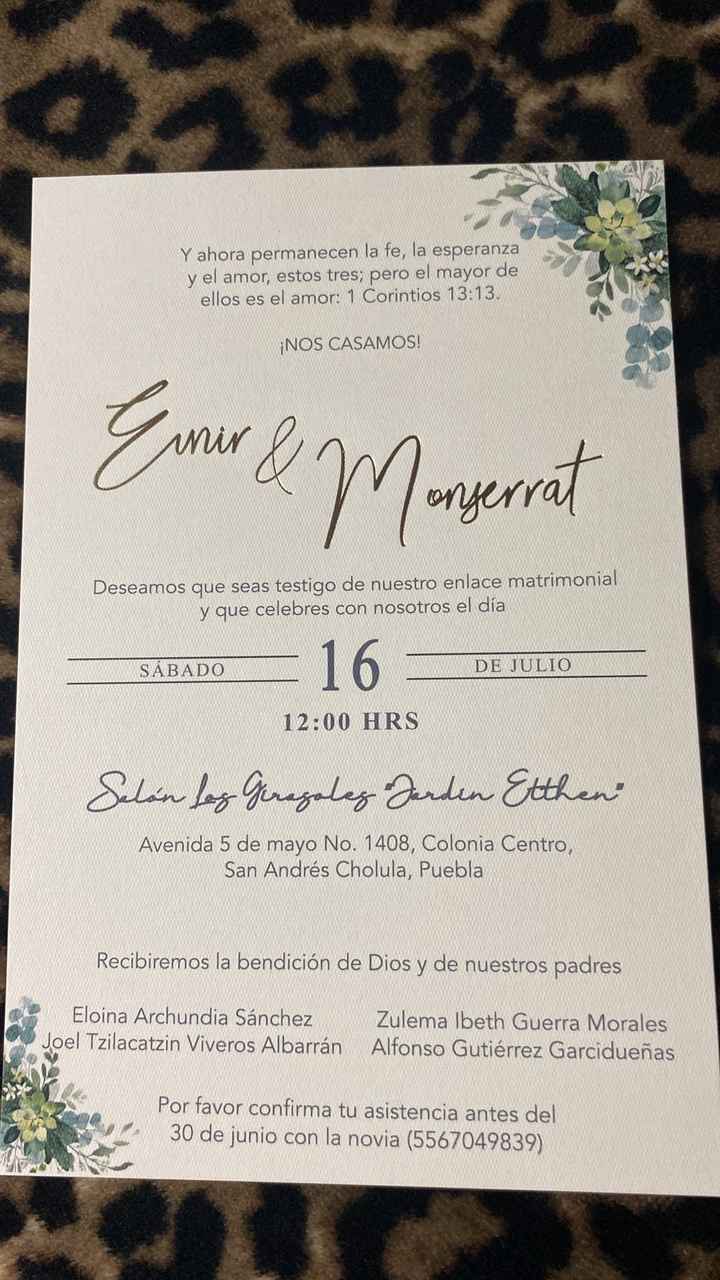 Y ahora permanecen la fe, la esperanza
y el amor, estos tres; pero el mayor de
ellos es el amor: 1 Corintios 13:13.
¡NOS CASAMOS!
Emir & Monserrat
Deseamos que seas testigo de nuestro enlace matrimonial
y que celebres con nosotros el día
SÁBADO 16 DE JULIO
12:00 HRS
Salón Los Girasoles "Jardín Etthen"
Avenida 5 de mayo No. 1408, Colonia Centro,
San Andrés Cholula, Puebla
Recibiremos la bendición de Dios y de nuestros padres
Eloina Archundia Sánchez Zulema Ibeth Guerra Morales
Joel Tzilacatzin Viveros Albarrán Alfonso Gutiérrez Garcidueñas
Por favor confirma tu asistencia antes del
30 de junio con la novia (5567049839)